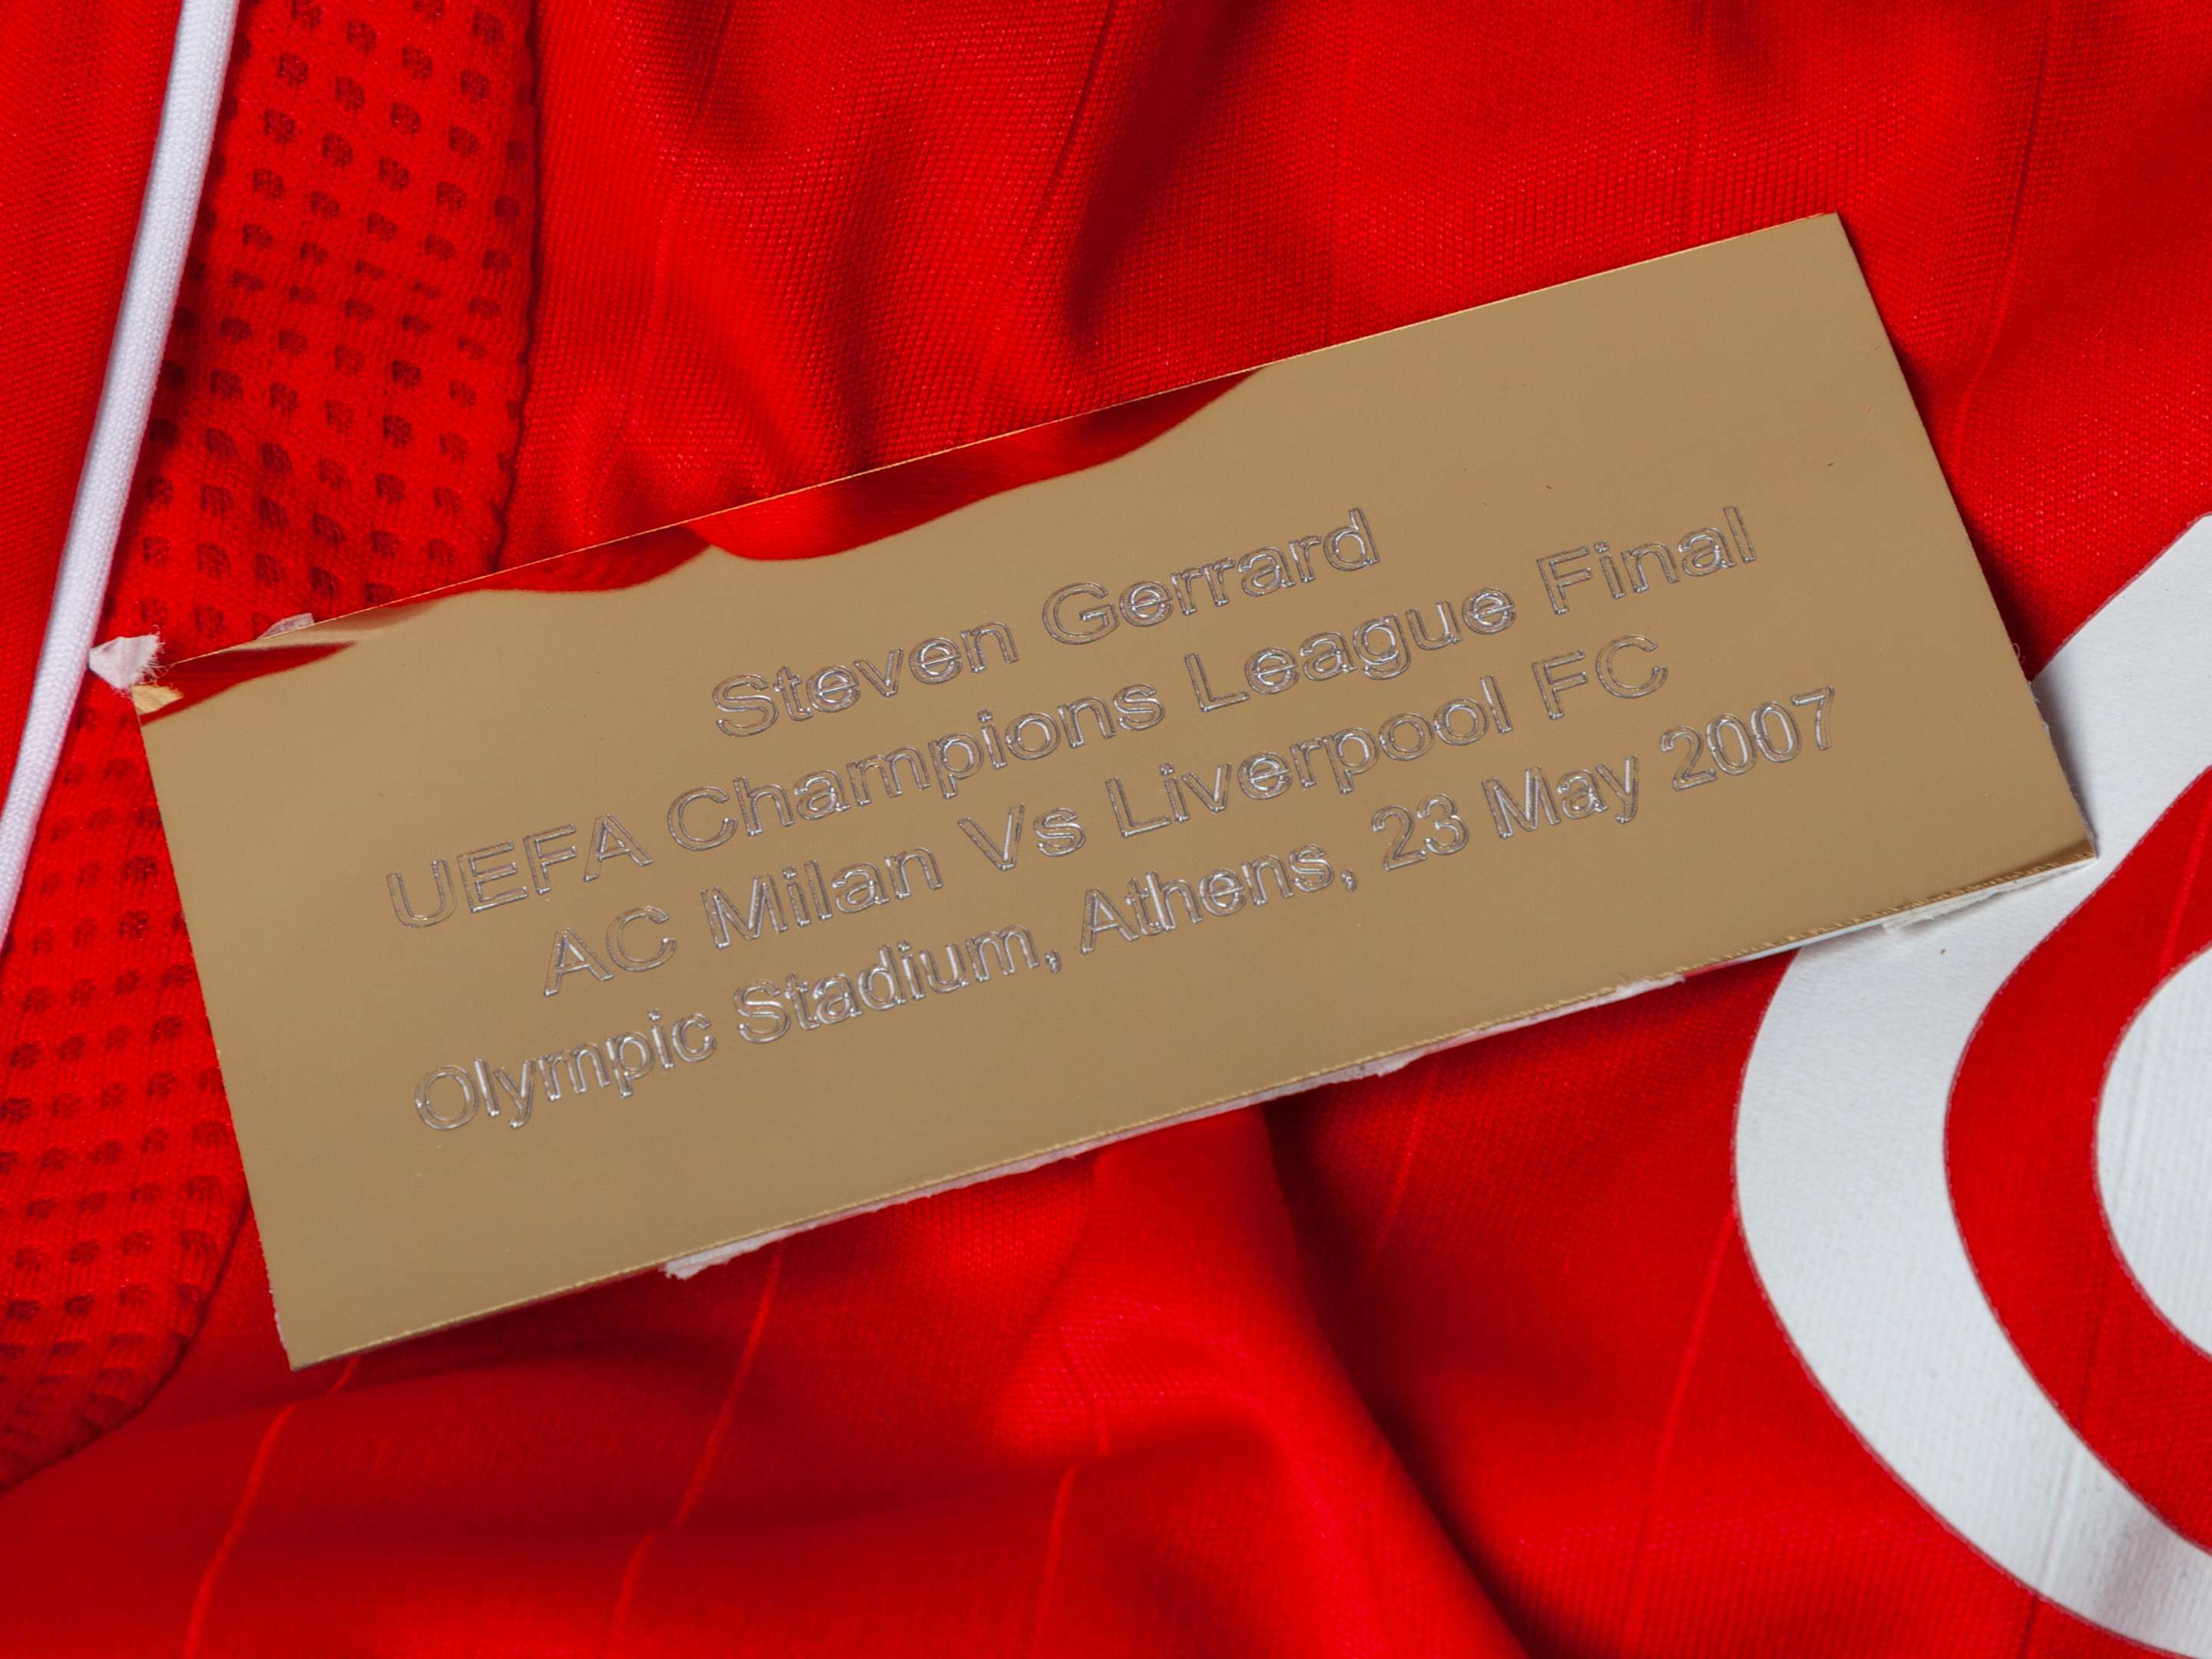 Steven Gerrard
UEFA Champions League Final
AC Milan Vs Liverpool FC
Olympic Stadium, Athens, 23 May 2007